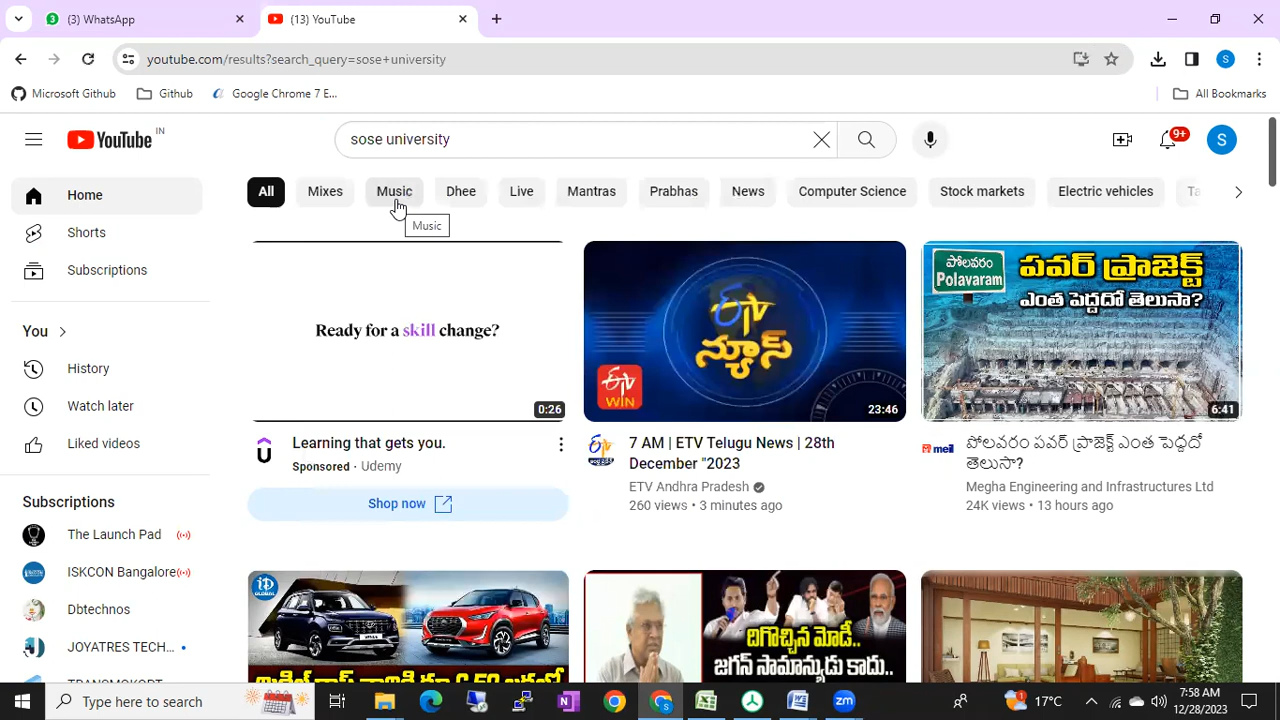 (3) WhatsApp
(13) YouTube
youtube.com/results?search_query=sose+university
Microsoft Github
Github
Google Chrome 7 E...
All Bookmarks
YouTube IN
sose university
9+
S
All
Mixes
Music
Dhee
Live
Mantras
Prabhas
News
Computer Science
Stock markets
Electric vehicles
Music
Home
Shorts
Subscriptions
You
History
Watch later
Liked videos
Subscriptions
The Launch Pad
ISKCON Bangalore
Dbtechnos
JOYATRES TECH...
Ready for a skill change?
0:26
Learning that gets you.
Sponsored · Udemy
Shop now
న్యూస్
ETV WIN
23:46
7 AM | ETV Telugu News | 28th
December "2023
ETV Andhra Pradesh
260 views • 3 minutes ago
పోలవరం
Polavaram
పవర్ ప్రాజెక్ట్
ఎంత పెద్దదో తెలుసా?
6:41
meil
పోలవరం పవర్ ప్రాజెక్ట్ ఎంత పెద్దదో
తెలుసా?
Megha Engineering and Infrastructures Ltd
24K views • 13 hours ago
iD
GLOBAL
దిగొచ్చిన మోడీ..
జగన్ సామాన్యుడు కాదు..
Type here to search
17°C
7:58 AM
12/28/2023